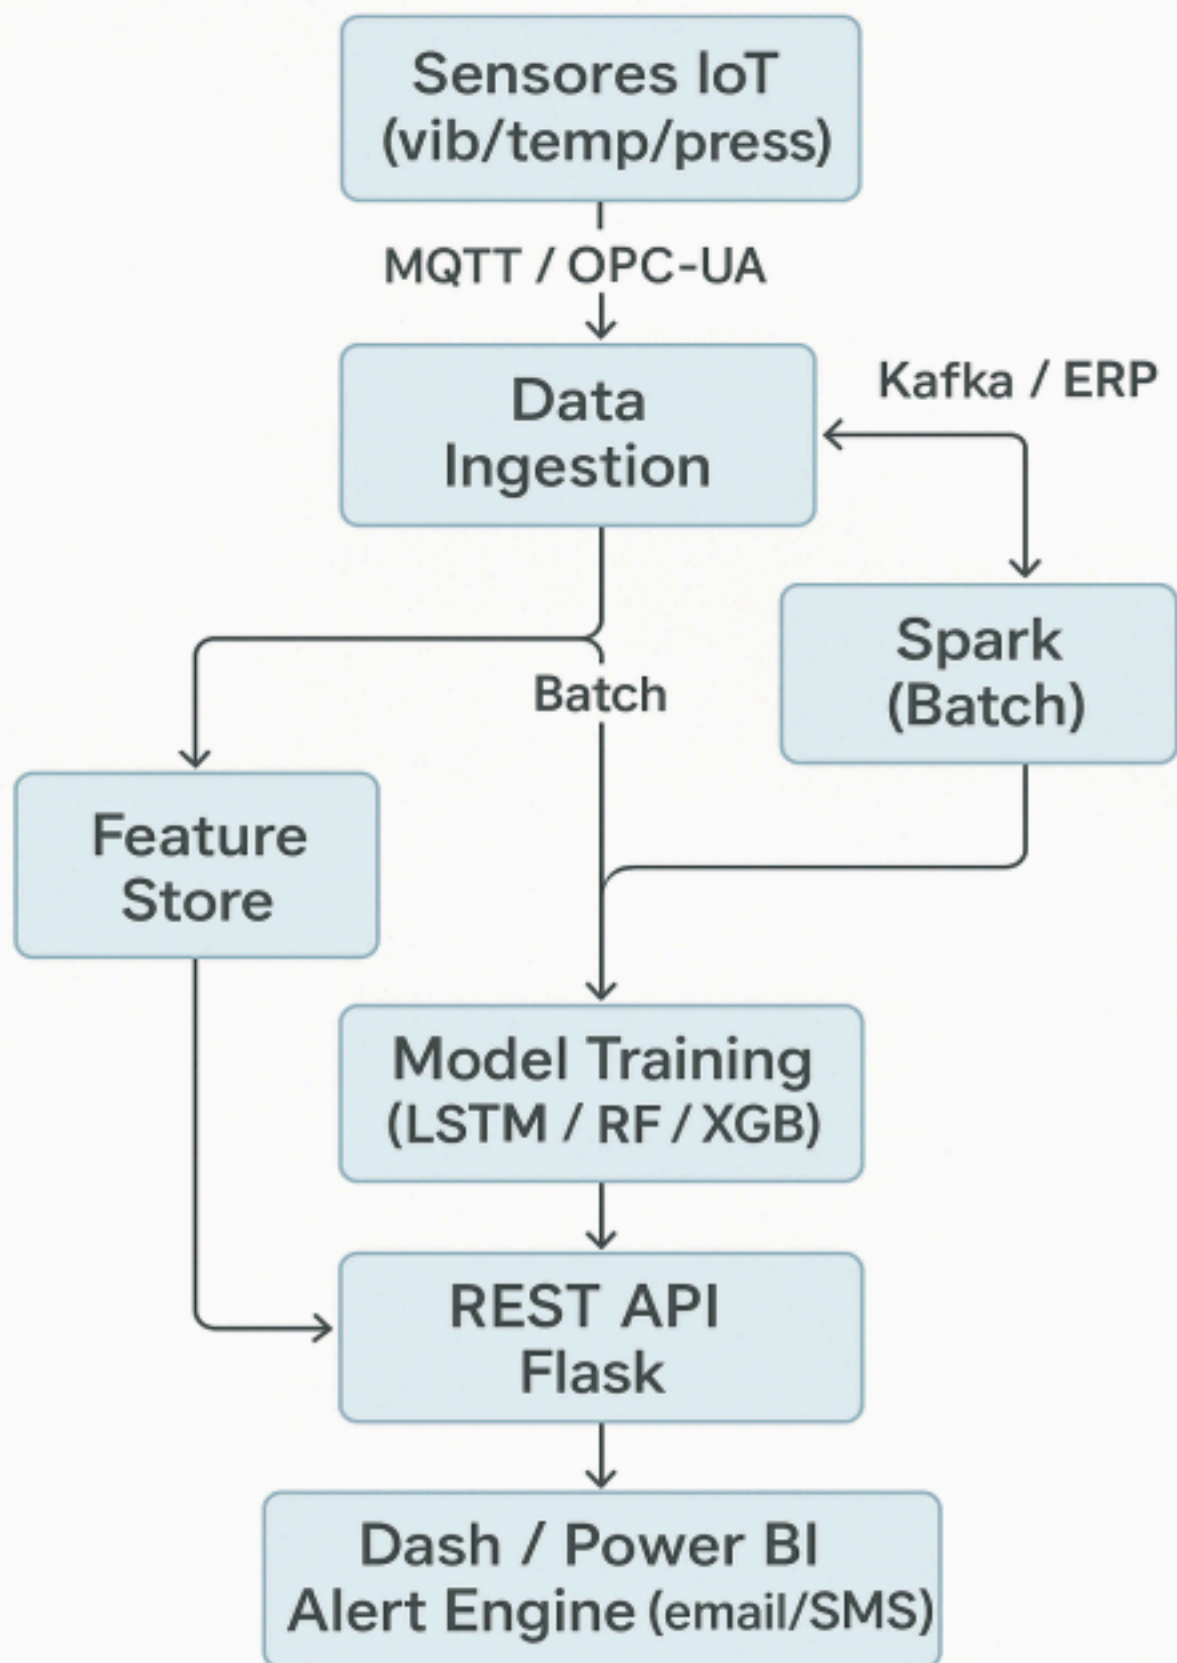 Sensores IoT
(vib/temp/press)
MQTT / OPC-UA
Data
Ingestion
Kafka / ERP
Spark
(Batch)
Batch
Feature
Store
Model Training
(LSTM / RF / XGB)
REST API
Flask
Dash / Power BI
Alert Engine (email/SMS)